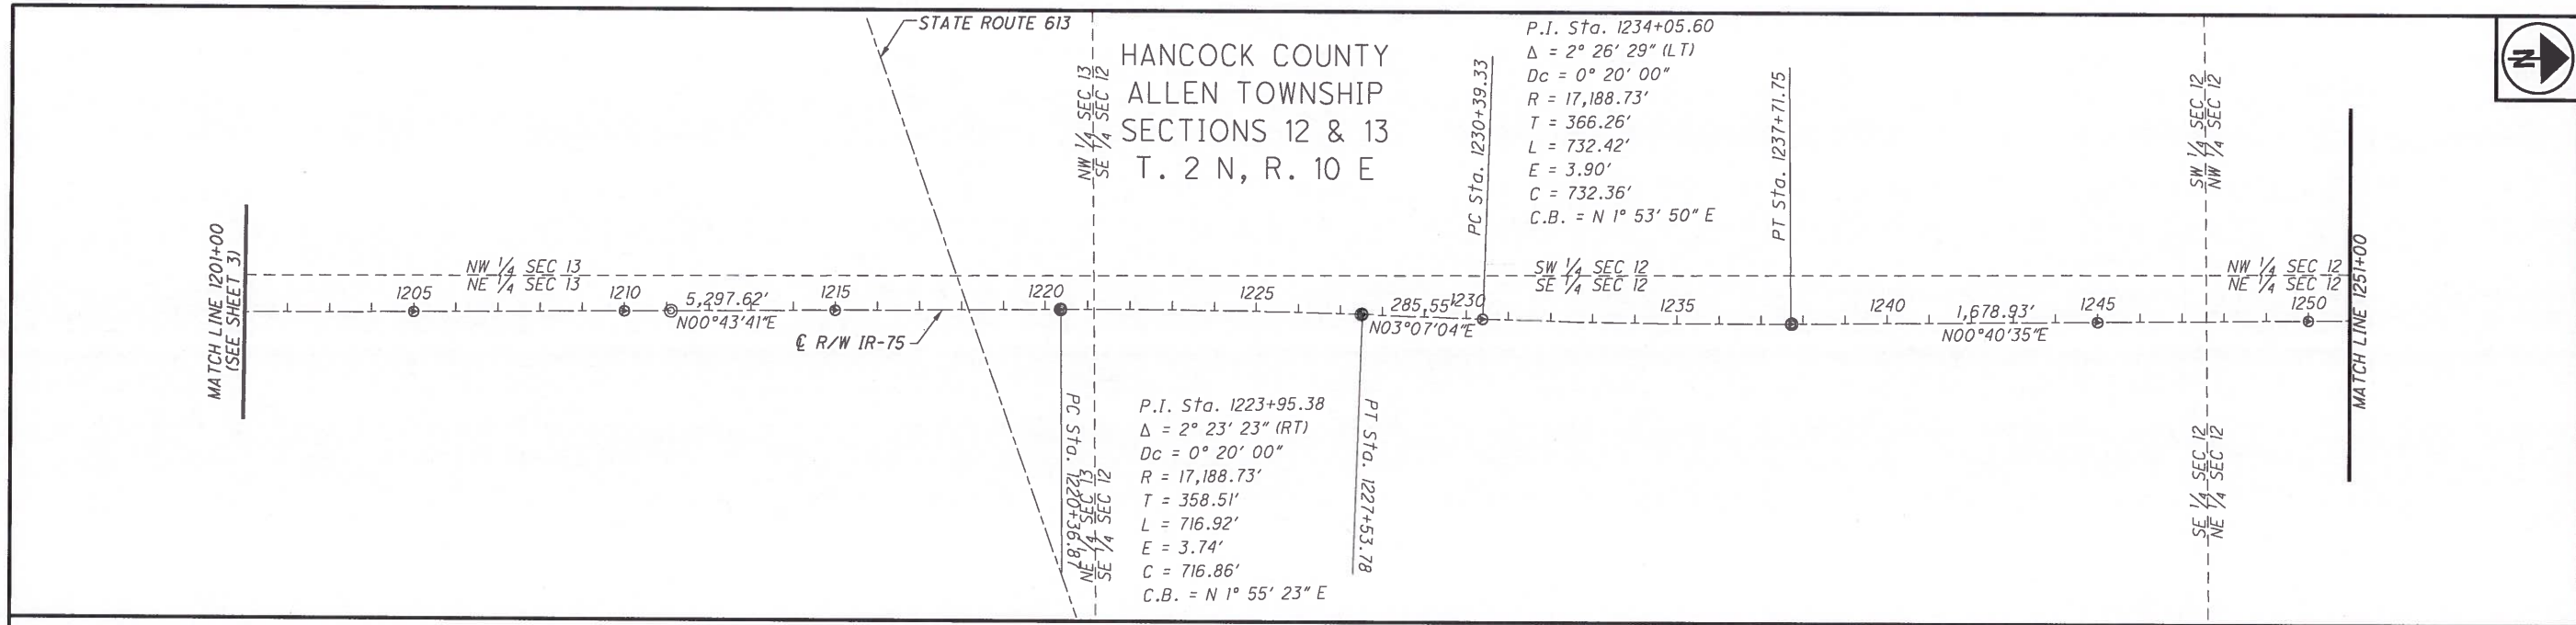 STATE ROUTE 613
HANCOCK COUNTY
ALLEN TOWNSHIP
SECTIONS 12 & 13
T. 2 N, R. 10 E
NW 1/4 SEC 13
SE 1/4 SEC 12
PC Sta. 1230+39.33
P.I. Sta. 1234+05.60
Δ = 2° 26' 29" (LT)
Dc = 0° 20' 00"
R = 17,188.73'
T = 366.26'
L = 732.42'
E = 3.90'
C = 732.36'
C.B. = N 1° 53' 50" E
PT Sta. 1237+71.75
SW 1/4 SEC 12
NW 1/4 SEC 12
N
MATCH LINE 1201+00
(SEE SHEET 3)
NW 1/4 SEC 13
NE 1/4 SEC 13
SW 1/4 SEC 12
SE 1/4 SEC 12
NW 1/4 SEC 12
NE 1/4 SEC 12
1205
1210
5,297.62'
N00°43'41"E
1215
1220
1225
285.55'
N03°07'04"E
1230
1235
1240
1,678.93'
N00°40'35"E
1245
1250
MATCH LINE 1251+00
℄ R/W IR-75
PC Sta. 1220+36.87
NE 1/4 SEC 13
SE 1/4 SEC 12
P.I. Sta. 1223+95.38
Δ = 2° 23' 23" (RT)
Dc = 0° 20' 00"
R = 17,188.73'
T = 358.51'
L = 716.92'
E = 3.74'
C = 716.86'
C.B. = N 1° 55' 23" E
PT Sta. 1227+53.78
SE 1/4 SEC 12
NE 1/4 SEC 12